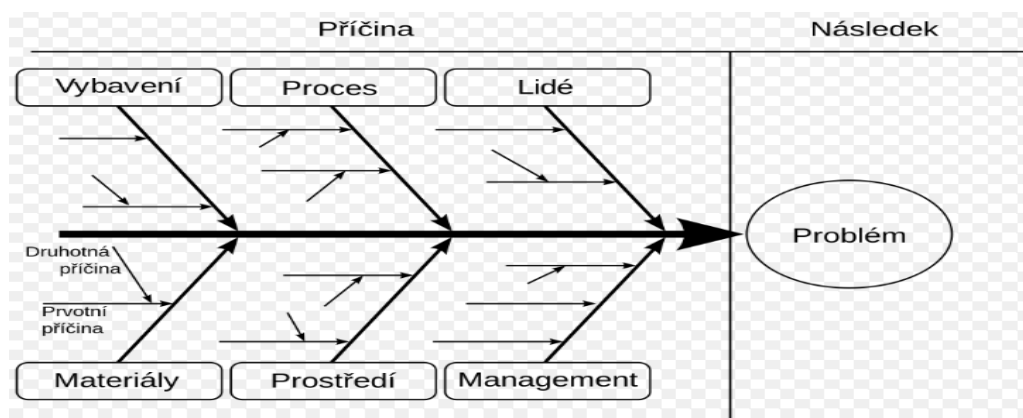 Příčina
Následek
Vybavení
Proces
Lidé
Problém
Druhotná
příčina
Prvotní
příčina
Materiály
Prostředí
Management